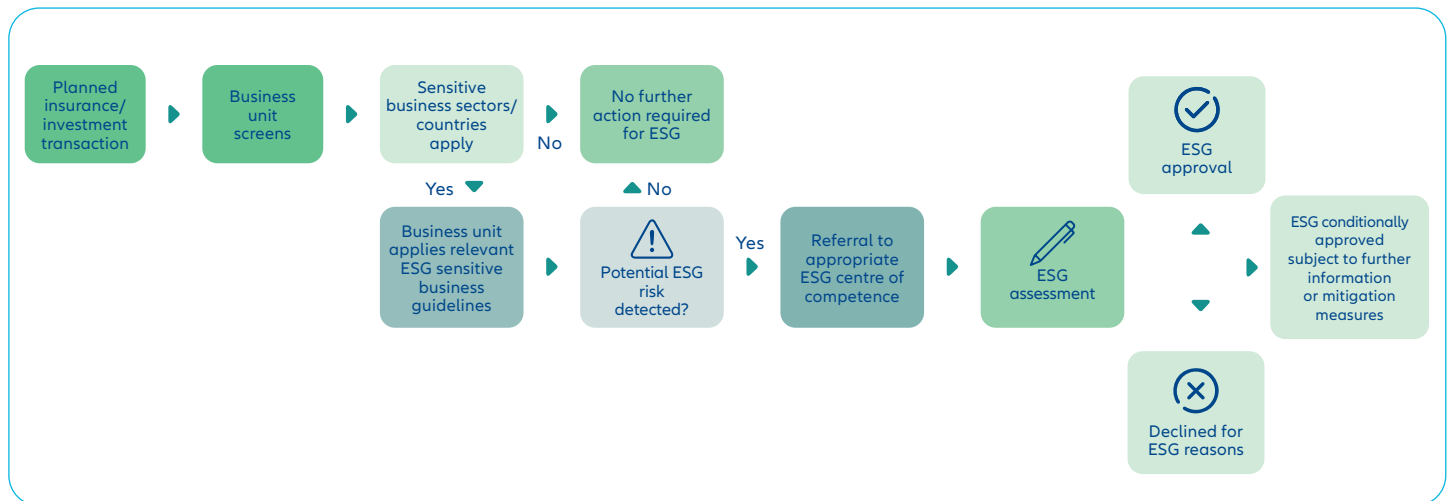 Planned
insurance/
investment
transaction
Business
unit
screens
Sensitive
business sectors/
countries
apply
No
No further
action required
for ESG
Yes
No
Business unit
applies relevant
ESG sensitive
business
guidelines
Potential ESG
risk
detected?
Yes
Referral to
appropriate
ESG centre of
competence
ESG
assessment
ESG
approval
ESG conditionally
approved
subject to further
information
or mitigation
measures
Declined for
ESG reasons